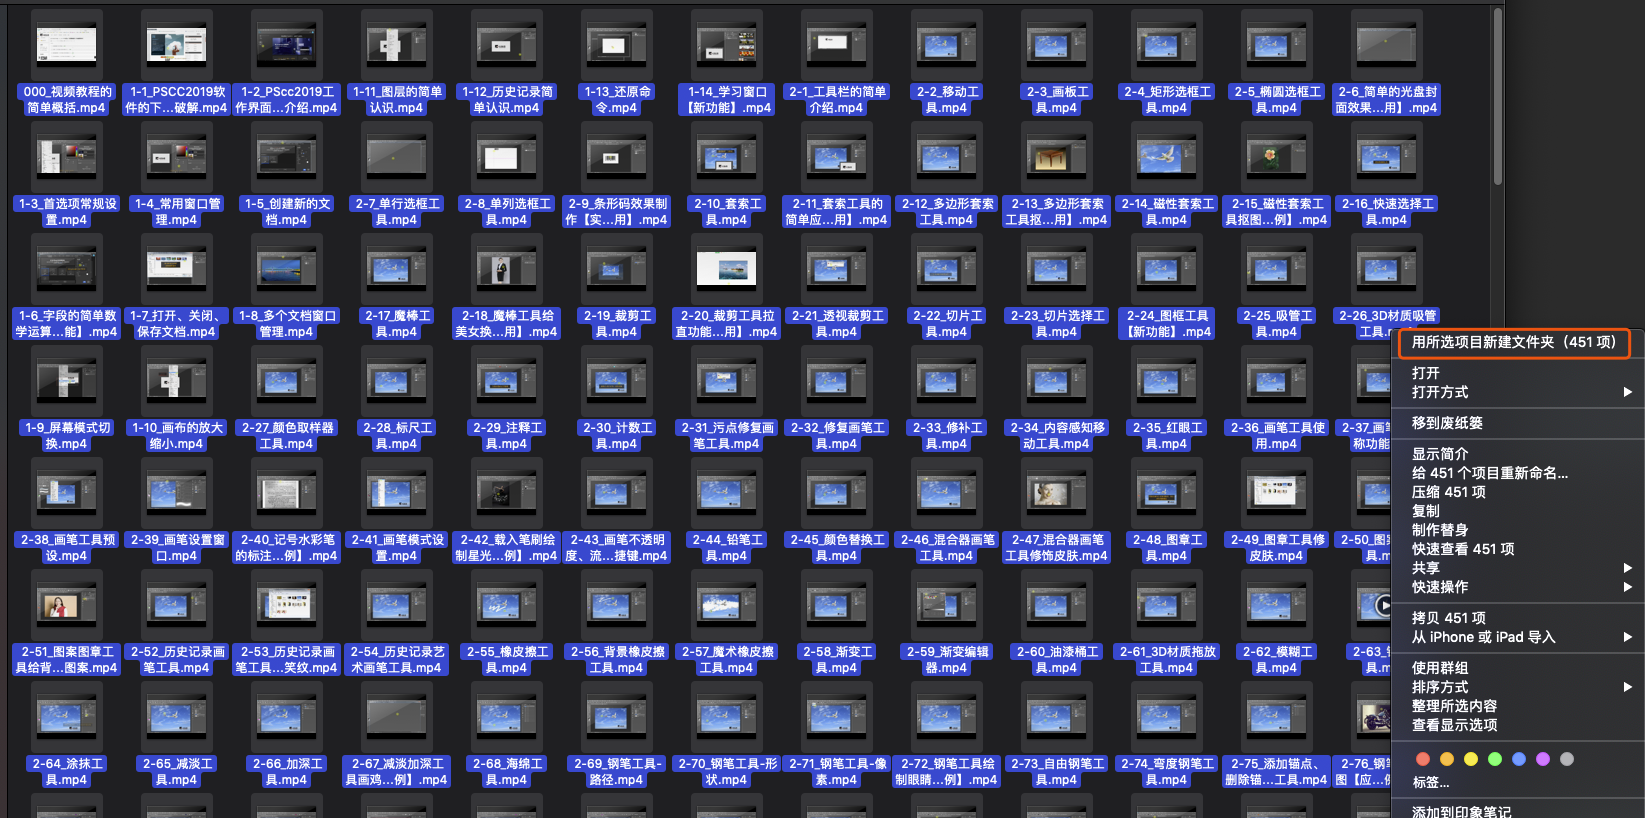 000_视频教程的
简单概括.mp4
1-1_PSCC2019软
件的下...破解.mp4
1-2_PScc2019工
作界面...介绍.mp4
1-11_图层的简单
认识.mp4
1-12_历史记录简
单认识.mp4
1-13_还原命
令.mp4
1-14_学习窗口
【新功能】.mp4
2-1_工具栏的简单
介绍.mp4
2-2_移动工
具.mp4
2-3_画板工
具.mp4
2-4_矩形选框工
具.mp4
2-5_椭圆选框工
具.mp4
2-6_简单的光盘封
面效果...用】.mp4
1-3_首选项常规设
置.mp4
1-4_常用窗口管
理.mp4
1-5_创建新的文
档.mp4
2-7_单行选框工
具.mp4
2-8_单列选框工
具.mp4
2-9_条形码效果制
作【实...用】.mp4
2-10_套索工
具.mp4
2-11_套索工具的
简单应...用】.mp4
2-12_多边形套索
工具.mp4
2-13_多边形套索
工具抠...用】.mp4
2-14_磁性套索工
具.mp4
2-15_磁性套索工
具抠图...例】.mp4
2-16_快速选择工
具.mp4
1-6_字段的简单数
学运算...能】.mp4
1-7_打开、关闭、
保存文档.mp4
1-8_多个文档窗口
管理.mp4
2-17_魔棒工
具.mp4
2-18_魔棒工具给
美女换...用】.mp4
2-19_裁剪工
具.mp4
2-20_裁剪工具拉
直功能...用】.mp4
2-21_透视裁剪工
具.mp4
2-22_切片工
具.mp4
2-23_切片选择工
具.mp4
2-24_图框工具
【新功能】.mp4
2-25_吸管工
具.mp4
2-26_3D材质吸管
工具.
1-9_屏幕模式切
换.mp4
1-10_画布的放大
缩小.mp4
2-27_颜色取样器
工具.mp4
2-28_标尺工
具.mp4
2-29_注释工
具.mp4
2-30_计数工
具.mp4
2-31_污点修复画
笔工具.mp4
2-32_修复画笔工
具.mp4
2-33_修补工
具.mp4
2-34_内容感知移
动工具.mp4
2-35_红眼工
具.mp4
2-36_画笔工具使
用.mp4
2-37_画
称功能
2-38_画笔工具预
设.mp4
2-39_画笔设置窗
口.mp4
2-40_记号水彩笔
的标注...例】.mp4
2-41_画笔模式设
置.mp4
2-42_载入笔刷绘
制星光...例】.mp4
2-43_画笔不透明
度、流...捷键.mp4
2-44_铅笔工
具.mp4
2-45_颜色替换工
具.mp4
2-46_混合器画笔
工具.mp4
2-47_混合器画笔
工具修饰皮肤.mp4
2-48_图章工
具.mp4
2-49_图章工具修
皮肤.mp4
2-50_图
具.m
2-51_图案图章工
具给背...图案.mp4
2-52_历史记录画
笔工具.mp4
2-53_历史记录画
笔工具...笑纹.mp4
2-54_历史记录艺
术画笔工具.mp4
2-55_橡皮擦工
具.mp4
2-56_背景橡皮擦
工具.mp4
2-57_魔术橡皮擦
工具.mp4
2-58_渐变工
具.mp4
2-59_渐变编辑
器.mp4
2-60_油漆桶工
具.mp4
2-61_3D材质拖放
工具.mp4
2-62_模糊工
具.mp4
2-63_
具.m
2-64_涂抹工
具.mp4
2-65_减淡工
具.mp4
2-66_加深工
具.mp4
2-67_减淡加深工
具画鸡...例】.mp4
2-68_海绵工
具.mp4
2-69_钢笔工具-
路径.mp4
2-70_钢笔工具-形
状.mp4
2-71_钢笔工具-像
素.mp4
2-72_钢笔工具绘
制眼睛...例】.mp4
2-73_自由钢笔工
具.mp4
2-74_弯度钢笔工
具.mp4
2-75_添加锚点、
删除锚...工具.mp4
2-76_钢
图【应...
用所选项目新建文件夹（451 项）
打开
打开方式
移到废纸篓
显示简介
给 451 个项目重新命名...
压缩 451 项
复制
制作替身
快速查看 451 项
共享
快速操作
拷贝 451 项
从 iPhone 或 iPad 导入
使用群组
排序方式
整理所选内容
查看显示选项
标签...
添加到印象笔记